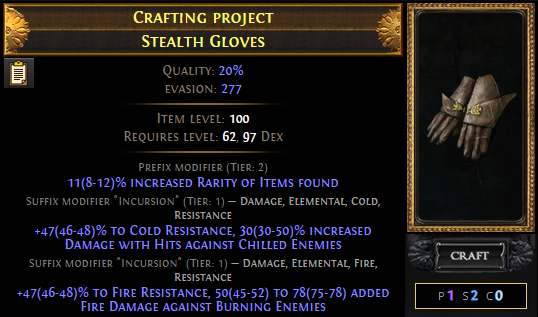 Crafting project
Stealth Gloves
Quality: 20%
evasion: 277
Item level: 100
Requires level: 62, 97 Dex
Prefix modifier (Tier: 2)
11(8-12)% increased Rarity of Items found
Suffix modifier "Incursion" (Tier: 1) — Damage, Elemental, Cold,
Resistance
+47(46-48)% to Cold Resistance, 30(30-50)% increased
Damage with Hits against Chilled Enemies
Suffix modifier "Incursion" (Tier: 1) — Damage, Elemental, Fire,
Resistance
+47(46-48)% to Fire Resistance, 50(45-52) to 78(75-78) added
Fire Damage against Burning Enemies
CRAFT
P1 S2 C0